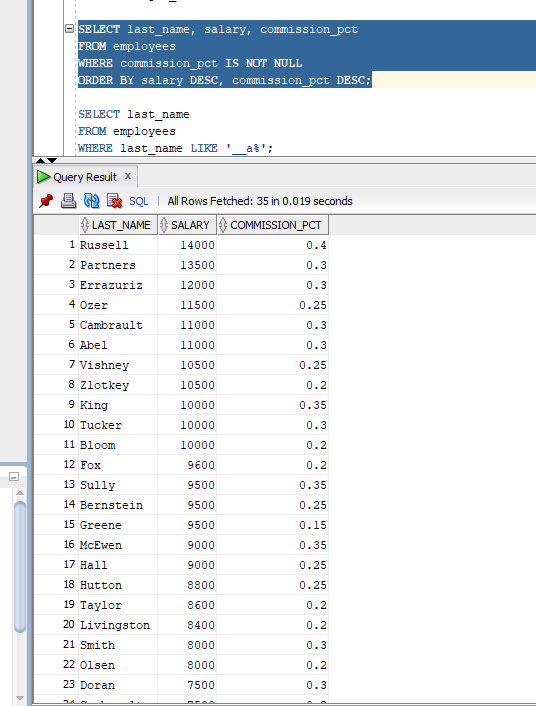 SELECT last_name, salary, commission_pct
FROM employees
WHERE commission_pct IS NOT NULL
ORDER BY salary DESC, commission_pct DESC;
SELECT last_name
FROM employees
WHERE last_name LIKE '__a%';
Query Result x
SQL | All Rows Fetched: 35 in 0.019 seconds
LAST_NAME SALARY COMMISSION_PCT
1 Russell 14000 0.4
2 Partners 13500 0.3
3 Errazuriz 12000 0.3
4 Ozer 11500 0.25
5 Cambrault 11000 0.3
6 Abel 11000 0.3
7 Vishney 10500 0.25
8 Zlotkey 10500 0.2
9 King 10000 0.35
10 Tucker 10000 0.3
11 Bloom 10000 0.2
12 Fox 9600 0.2
13 Sully 9500 0.35
14 Bernstein 9500 0.25
15 Greene 9500 0.15
16 McEwen 9000 0.35
17 Hall 9000 0.25
18 Hutton 8800 0.25
19 Taylor 8600 0.2
20 Livingston 8400 0.2
21 Smith 8000 0.3
22 Olsen 8000 0.2
23 Doran 7500 0.3